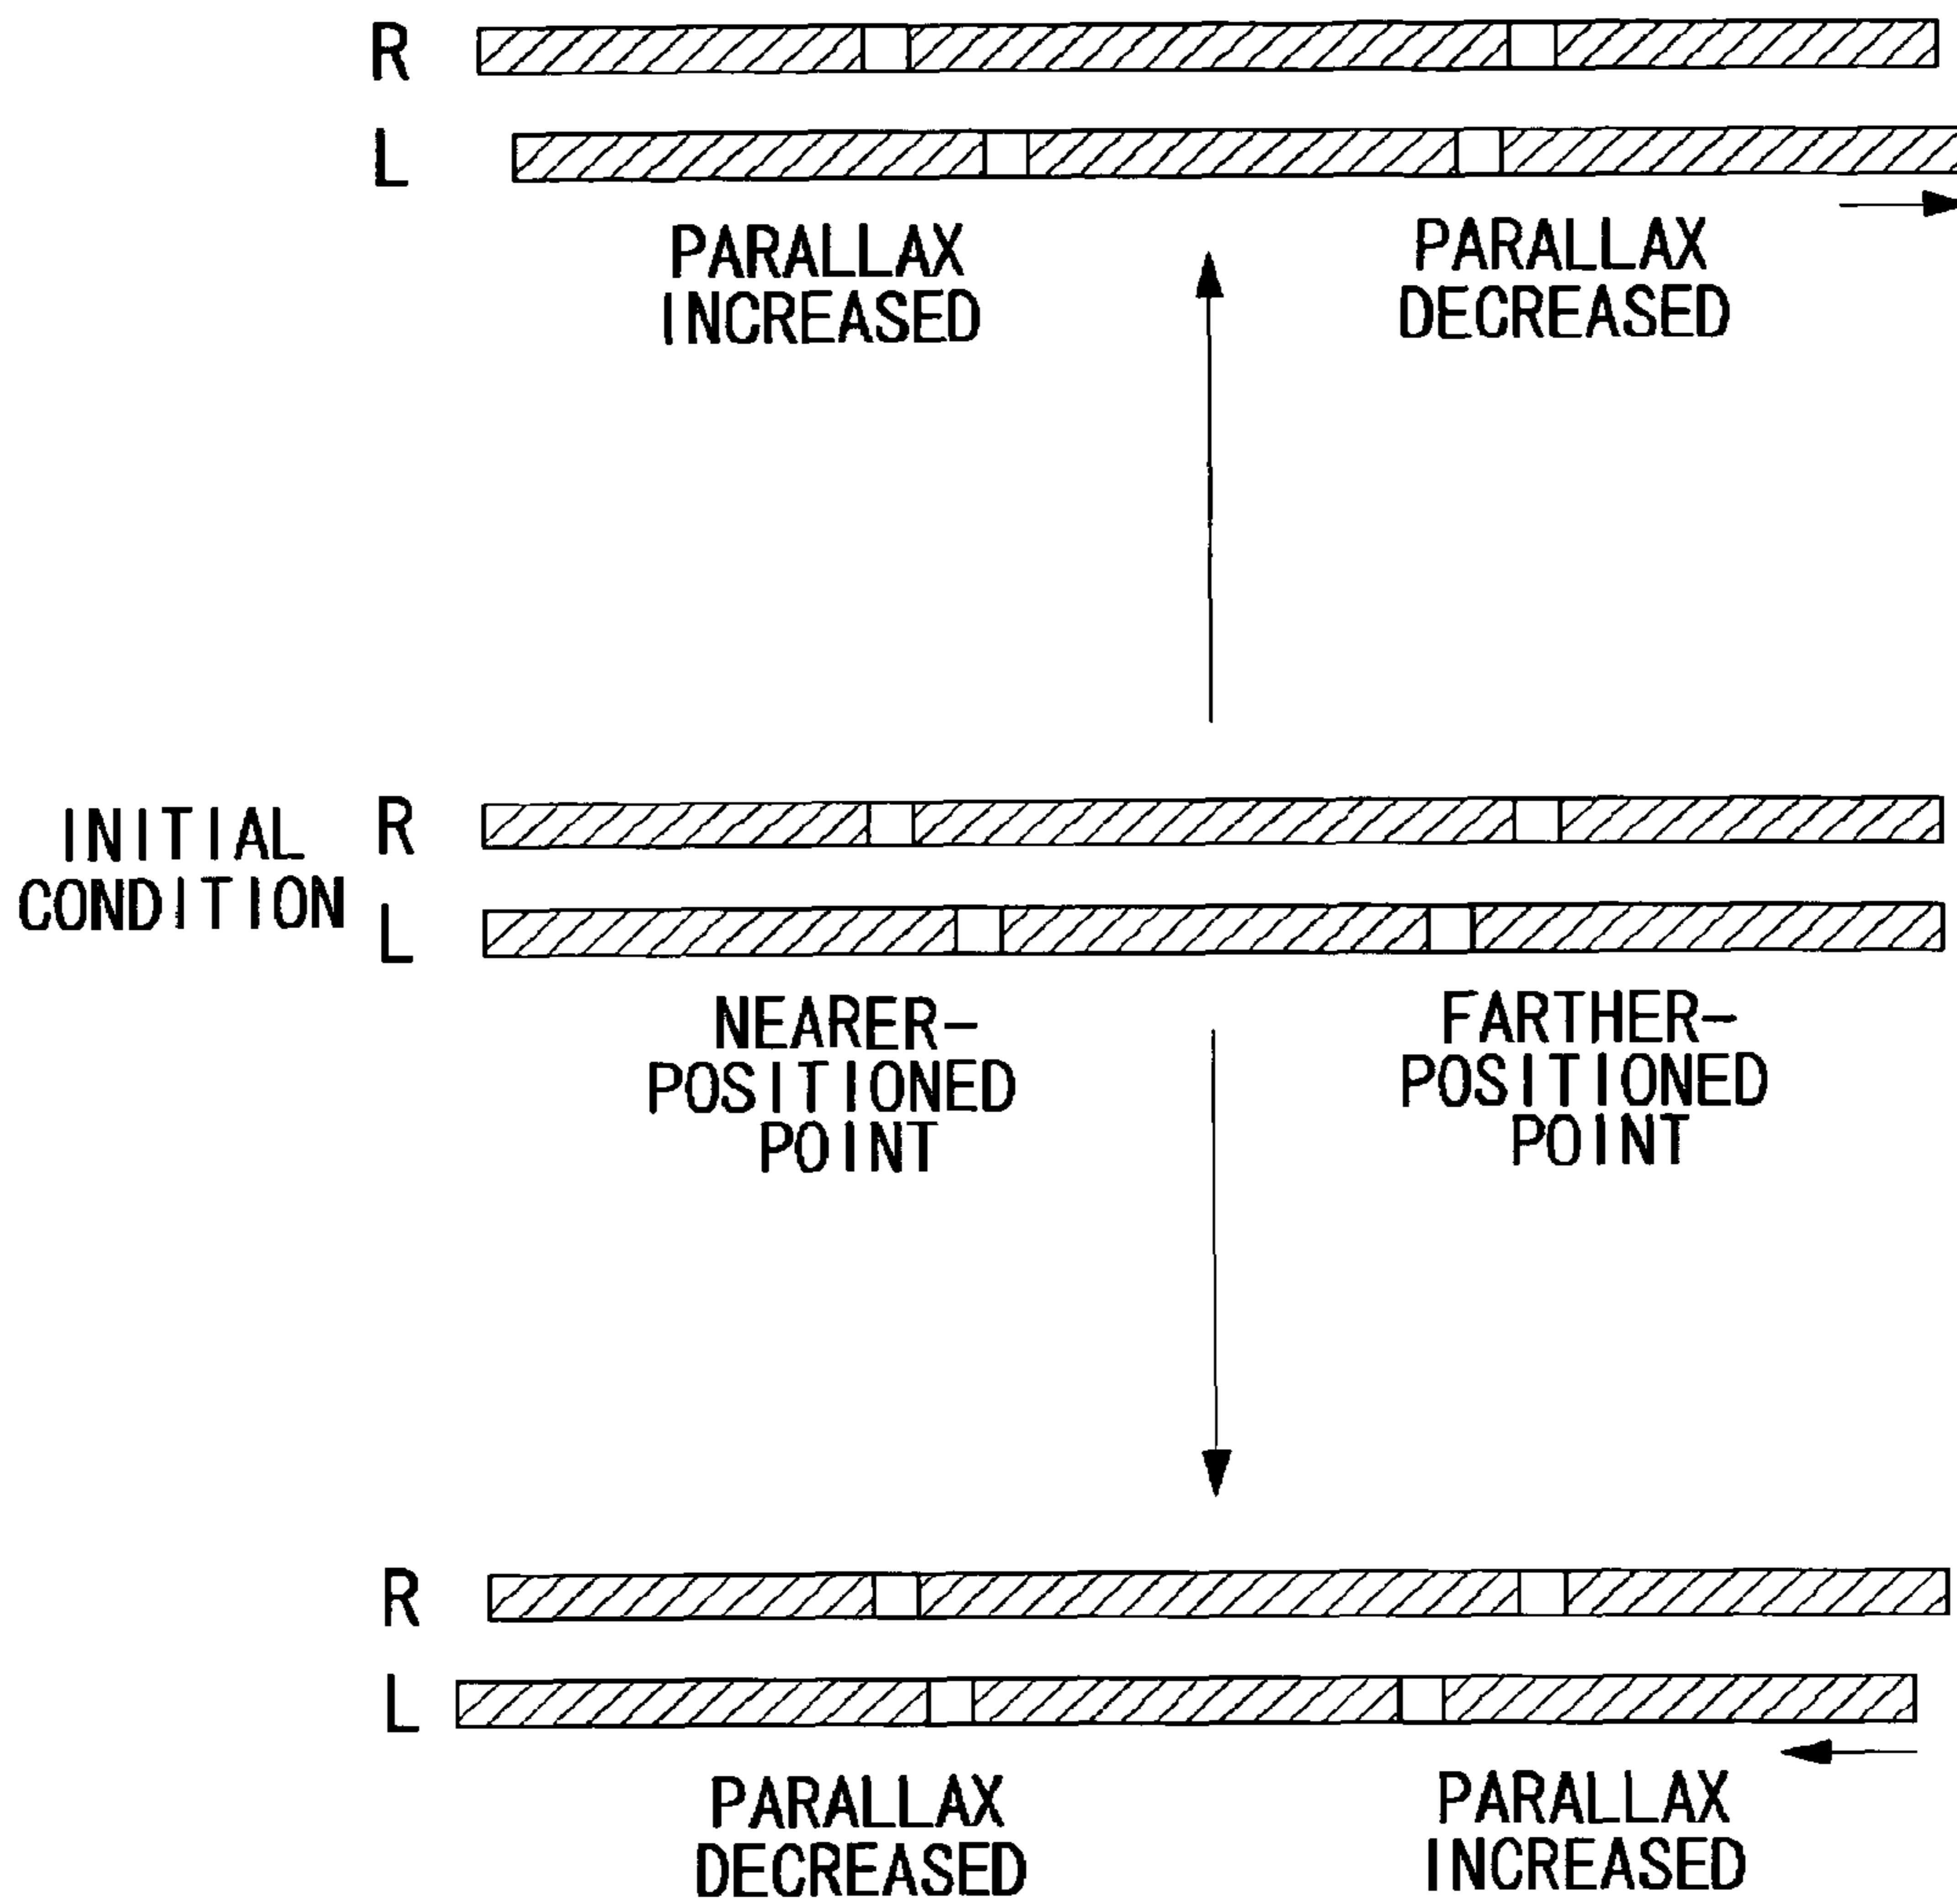 R
L
PARALLAX
INCREASED
PARALLAX
DECREASED
INITIAL
CONDITION
R
L
NEARER-
POSITIONED
POINT
FARTHER-
POSITIONED
POINT
R
L
PARALLAX
DECREASED
PARALLAX
INCREASED